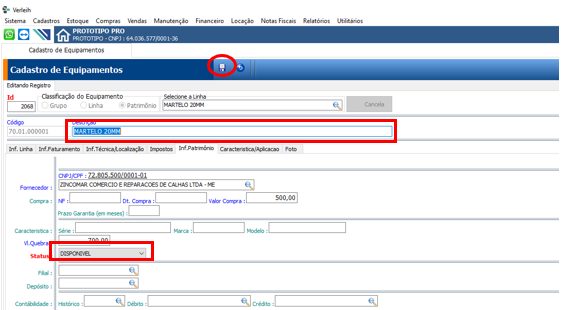 Verleih
Sistema Cadastros Estoque Compras Vendas Manutenção Financeiro Locação Notas Fiscais Relatórios Utilitários
PROTOTIPO PRO
PROTOTIPO - CNPJ : 64.036.577/0001-36
Cadastro de Equipamentos
Cadastro de Equipamentos
Editando Registro
Id Classificação do Equipamento Selecione a Linha
2068 Grupo Linha Patrimônio MARTELO 20MM Cancela
Código Descrição
70.01.000001 MARTELO 20MM
Inf. Linha Inf.Faturamento Inf.Técnica/Localização Impostos Inf.Patrimônio Caracteristica/Aplicacao Foto
CNPJ/CPF : 72.805.500/0001-01
Fornecedor : ZINCOMAR COMERCIO E REPARACOES DE CALHAS LTDA - ME
Compra : NF : Dt. Compra : Valor Compra : 500,00
Prazo Garantia (em meses) :
Caracteristica : Série : Marca : Modelo :
Vl.Quebra 700,00
Status DISPONIVEL
Filial :
Depósito :
Contábilidade : Histórico : Débito : Crédito :